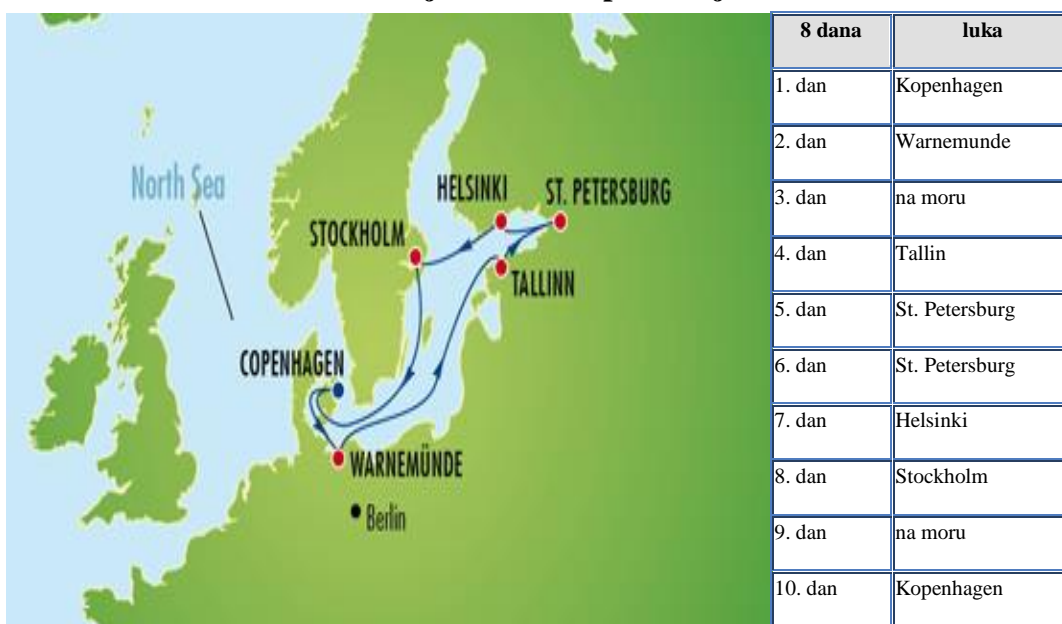 North Sea
HELSINKI
ST. PETERSBURG
STOCKHOLM
TALLINN
COPENHAGEN
WARNEMÜNDE
Berlin
8 dana luka
1. dan Kopenhagen
2. dan Warnemunde
3. dan na moru
4. dan Tallin
5. dan St. Petersburg
6. dan St. Petersburg
7. dan Helsinki
8. dan Stockholm
9. dan na moru
10. dan Kopenhagen